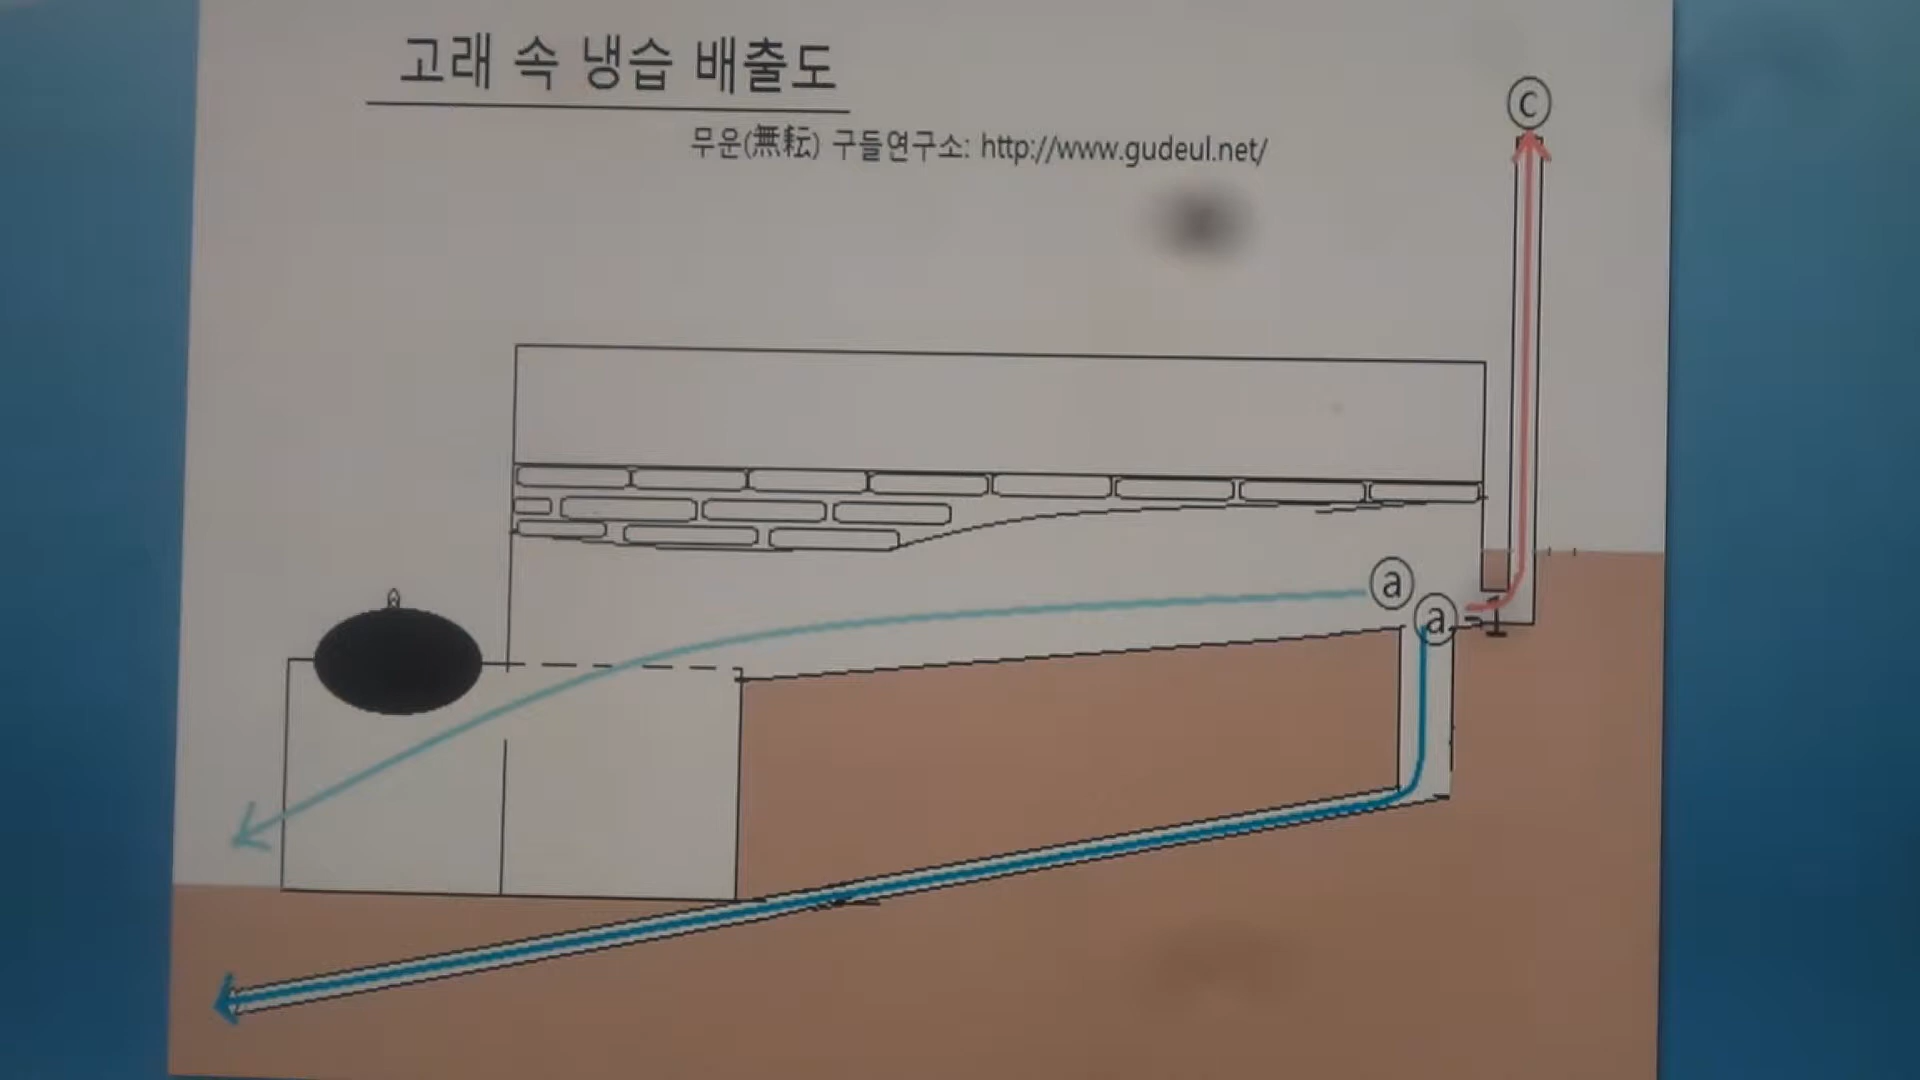 고래 속 냉습 배출도
무운(無耘) 구들연구소: http://www.gudeul.net/
ⓒ
ⓐ
ⓐ